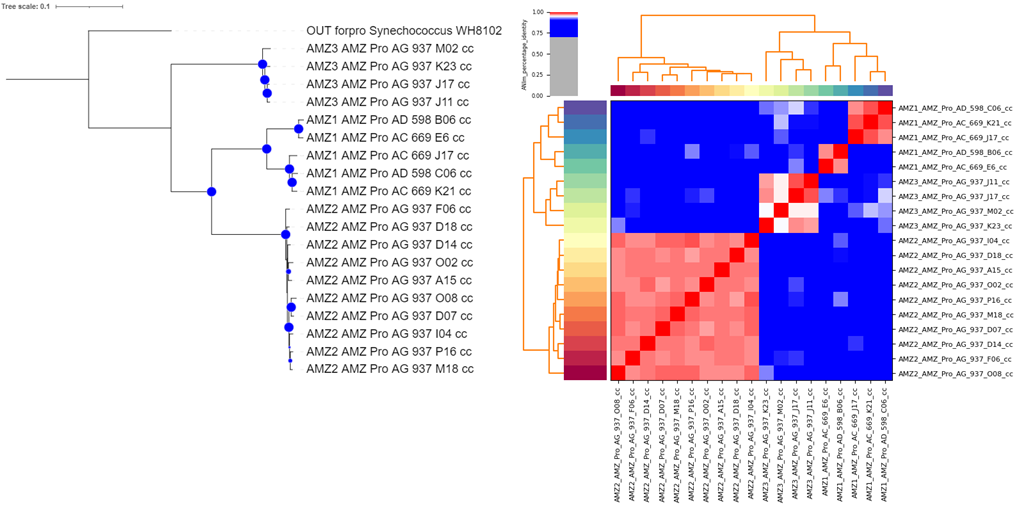 Tree scale: 0.1
OUT forpro Synechococcus WH8102
AMZ3 AMZ Pro AG 937 M02 cc
AMZ3 AMZ Pro AG 937 K23 cc
AMZ3 AMZ Pro AG 937 J17 cc
AMZ3 AMZ Pro AG 937 J11 cc
AMZ1 AMZ Pro AD 598 B06 cc
AMZ1 AMZ Pro AC 669 E6 cc
AMZ1 AMZ Pro AC 669 J17 cc
AMZ1 AMZ Pro AD 598 C06 cc
AMZ1 AMZ Pro AC 669 K21 cc
AMZ2 AMZ Pro AG 937 F06 cc
AMZ2 AMZ Pro AG 937 D18 cc
AMZ2 AMZ Pro AG 937 D14 cc
AMZ2 AMZ Pro AG 937 O02 cc
AMZ2 AMZ Pro AG 937 A15 cc
AMZ2 AMZ Pro AG 937 O08 cc
AMZ2 AMZ Pro AG 937 D07 cc
AMZ2 AMZ Pro AG 937 I04 cc
AMZ2 AMZ Pro AG 937 P16 cc
AMZ2 AMZ Pro AG 937 M18 cc
ANIm_percentage_identity
1.00
0.75
0.50
0.25
0.00
AMZ1_AMZ_Pro_AD_598_C06_cc
AMZ1_AMZ_Pro_AC_669_K21_cc
AMZ1_AMZ_Pro_AC_669_J17_cc
AMZ1_AMZ_Pro_AD_598_B06_cc
AMZ1_AMZ_Pro_AC_669_E6_cc
AMZ3_AMZ_Pro_AG_937_J11_cc
AMZ3_AMZ_Pro_AG_937_J17_cc
AMZ3_AMZ_Pro_AG_937_M02_cc
AMZ3_AMZ_Pro_AG_937_K23_cc
AMZ2_AMZ_Pro_AG_937_I04_cc
AMZ2_AMZ_Pro_AG_937_D18_cc
AMZ2_AMZ_Pro_AG_937_A15_cc
AMZ2_AMZ_Pro_AG_937_O02_cc
AMZ2_AMZ_Pro_AG_937_P16_cc
AMZ2_AMZ_Pro_AG_937_M18_cc
AMZ2_AMZ_Pro_AG_937_D07_cc
AMZ2_AMZ_Pro_AG_937_D14_cc
AMZ2_AMZ_Pro_AG_937_F06_cc
AMZ2_AMZ_Pro_AG_937_O08_cc
AMZ2_AMZ_Pro_AG_937_O08_cc
AMZ2_AMZ_Pro_AG_937_F06_cc
AMZ2_AMZ_Pro_AG_937_D14_cc
AMZ2_AMZ_Pro_AG_937_D07_cc
AMZ2_AMZ_Pro_AG_937_M18_cc
AMZ2_AMZ_Pro_AG_937_P16_cc
AMZ2_AMZ_Pro_AG_937_O02_cc
AMZ2_AMZ_Pro_AG_937_A15_cc
AMZ2_AMZ_Pro_AG_937_D18_cc
AMZ2_AMZ_Pro_AG_937_I04_cc
AMZ3_AMZ_Pro_AG_937_K23_cc
AMZ3_AMZ_Pro_AG_937_M02_cc
AMZ3_AMZ_Pro_AG_937_J17_cc
AMZ3_AMZ_Pro_AG_937_J11_cc
AMZ1_AMZ_Pro_AC_669_E6_cc
AMZ1_AMZ_Pro_AD_598_B06_cc
AMZ1_AMZ_Pro_AC_669_J17_cc
AMZ1_AMZ_Pro_AC_669_K21_cc
AMZ1_AMZ_Pro_AD_598_C06_cc